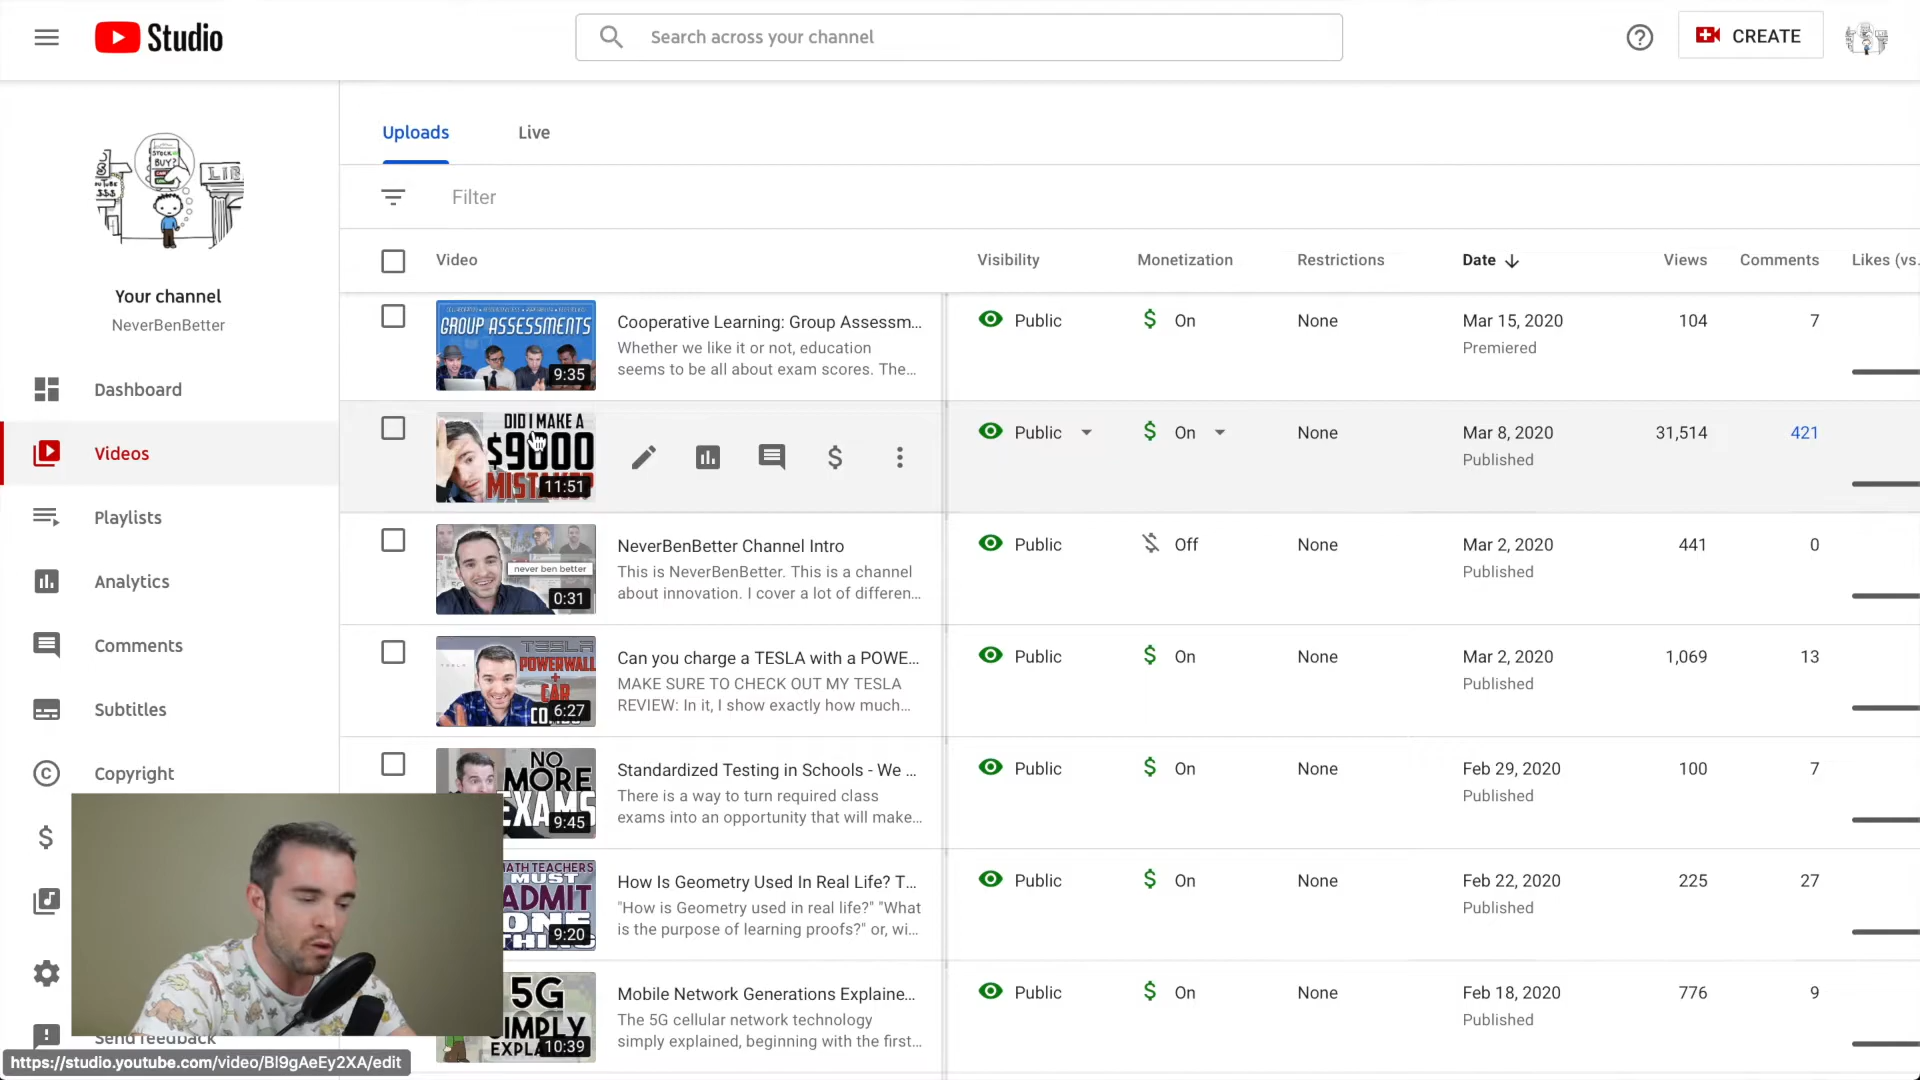 Studio
Search across your channel
CREATE
Your channel
NeverBenBetter
Dashboard
Videos
Playlists
Analytics
Comments
Subtitles
Copyright
Send feedback
https://studio.youtube.com/video/BI9gAeEy2XA/edit
Uploads
Live
Filter
Video Visibility Monetization Restrictions Date Views Comments Likes (vs.
GROUP ASSESSMENTS
9:35
Cooperative Learning: Group Assessm...
Whether we like it or not, education
seems to be all about exam scores. The...
Public On None Mar 15, 2020 104 7
Premiered
DID I MAKE A
$9000
MISTAKE?
11:51
Public On None Mar 8, 2020 31,514 421
Published
never ben better
0:31
NeverBenBetter Channel Intro
This is NeverBenBetter. This is a channel
about innovation. I cover a lot of differen...
Public Off None Mar 2, 2020 441 0
Published
TESLA
POWERWALL
+
CAR
CO
6:27
Can you charge a TESLA with a POWE...
MAKE SURE TO CHECK OUT MY TESLA
REVIEW: In it, I show exactly how much...
Public On None Mar 2, 2020 1,069 13
Published
NO
MORE
EXAMS
9:45
Standardized Testing in Schools - We ...
There is a way to turn required class
exams into an opportunity that will make...
Public On None Feb 29, 2020 100 7
Published
MATH TEACHERS
MUST
ADMIT
ONE
THING
9:20
How Is Geometry Used In Real Life? T...
"How is Geometry used in real life?" "What
is the purpose of learning proofs?" or, wi...
Public On None Feb 22, 2020 225 27
Published
5G
SIMPLY
EXPLA
10:39
Mobile Network Generations Explaine...
The 5G cellular network technology
simply explained, beginning with the first...
Public On None Feb 18, 2020 776 9
Published